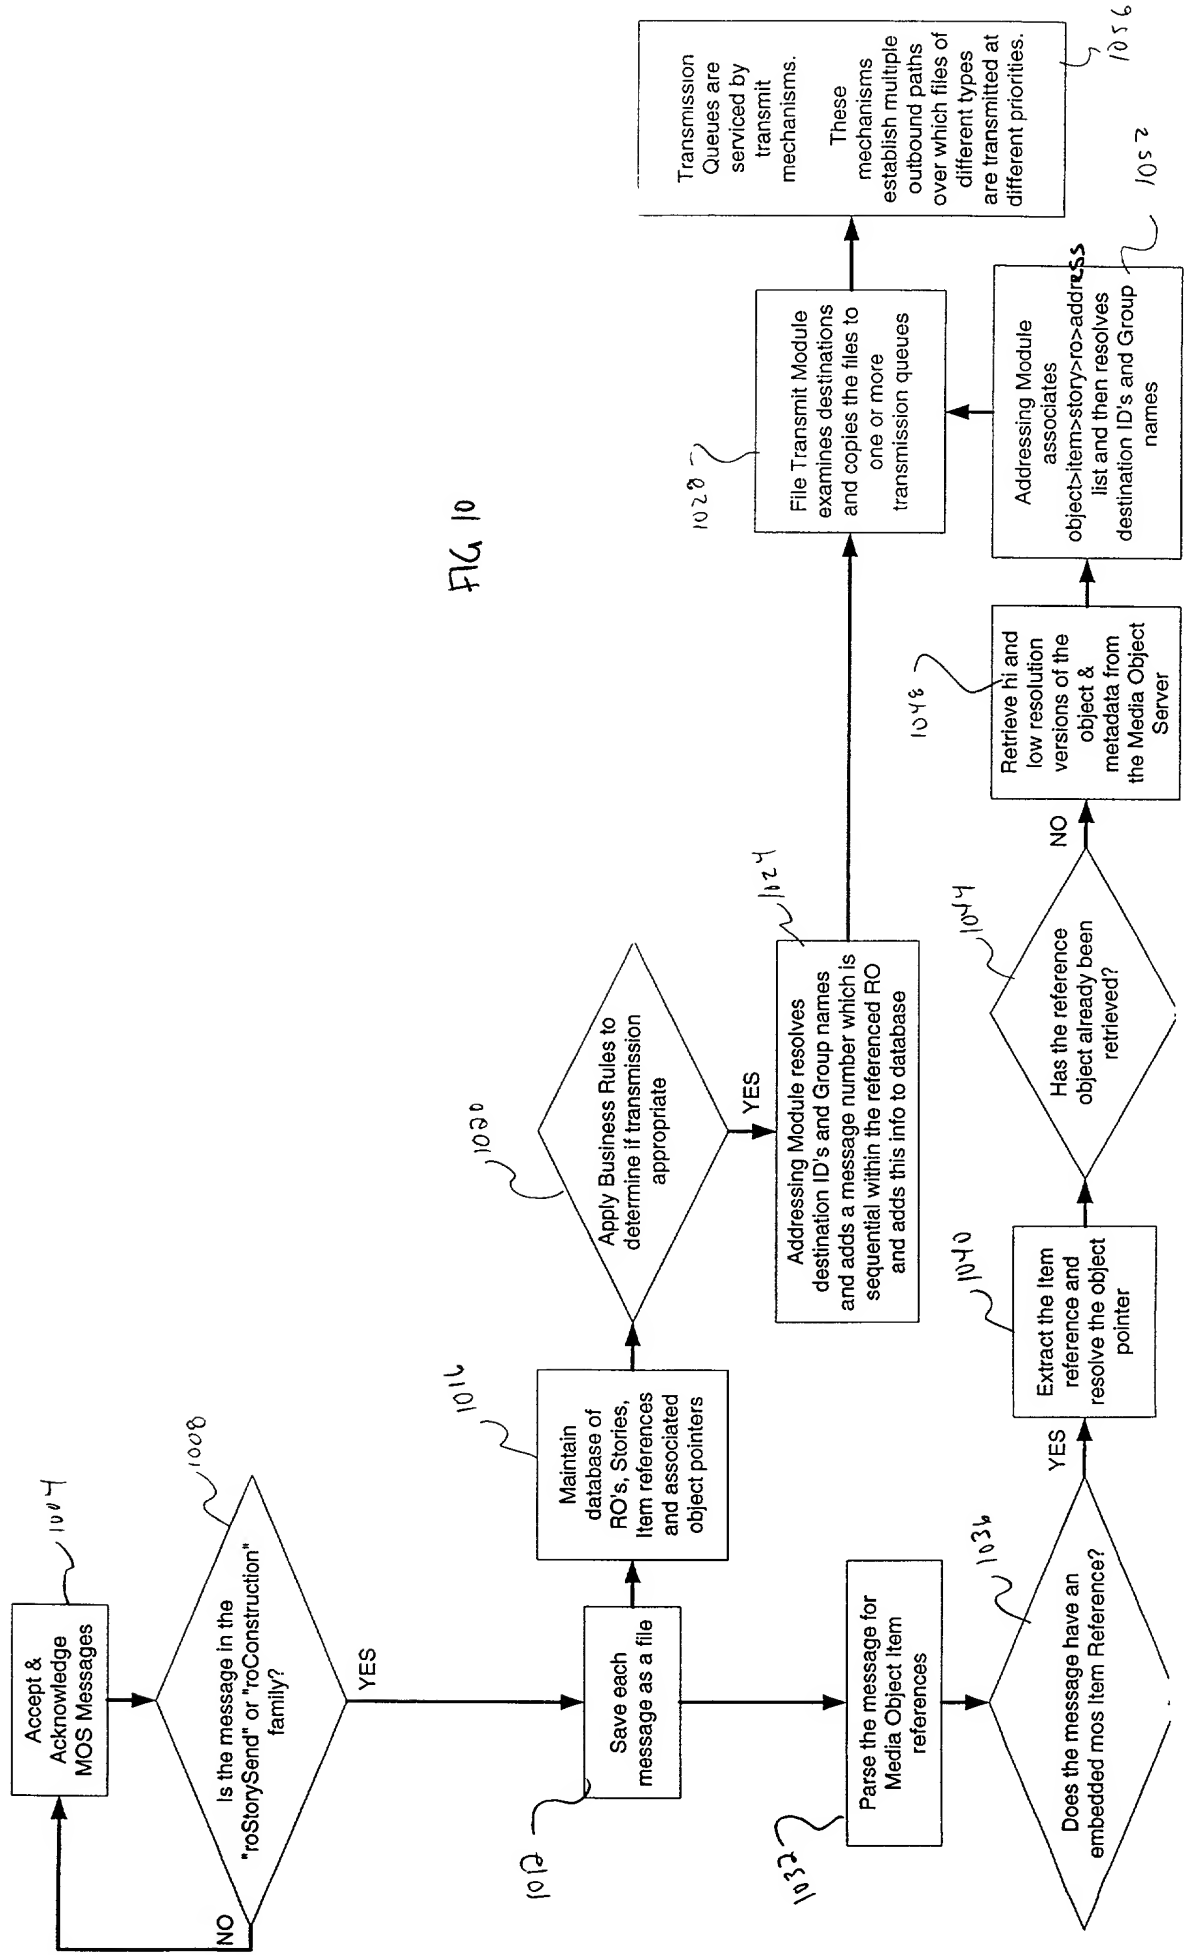 FIG 10
1004
Accept &
Acknowledge
MOS Messages
1008
Is the message in the
"roStorySend" or "roConstruction"
family?
NO
YES
1012
Save each
message as a file
1016
Maintain
database of
RO's, Stories,
Item references
and associated
object pointers
1020
Apply Business Rules to
determine if transmission
appropriate
YES
1024
Addressing Module resolves
destination ID's and Group names
and adds a message number which is
sequential within the referenced RO
and adds this info to database
1028
File Transmit Module
examines destinations
and copies the files to
one or more
transmission queues
Transmission
Queues are
serviced by
transmit
mechanisms.
These
mechanisms
establish multiple
outbound paths
over which files of
different types
are transmitted at
different priorities.
1056
1032
Parse the message for
Media Object Item
references
1036
Does the message have an
embedded mos Item Reference?
YES
1040
Extract the Item
reference and
resolve the object
pointer
1044
Has the reference
object already been
retrieved?
NO
1048
Retrieve hi and
low resolution
versions of the
object &
metadata from
the Media Object
Server
1052
Addressing Module
associates
object>item>story>ro>address
list and then resolves
destination ID's and Group
names